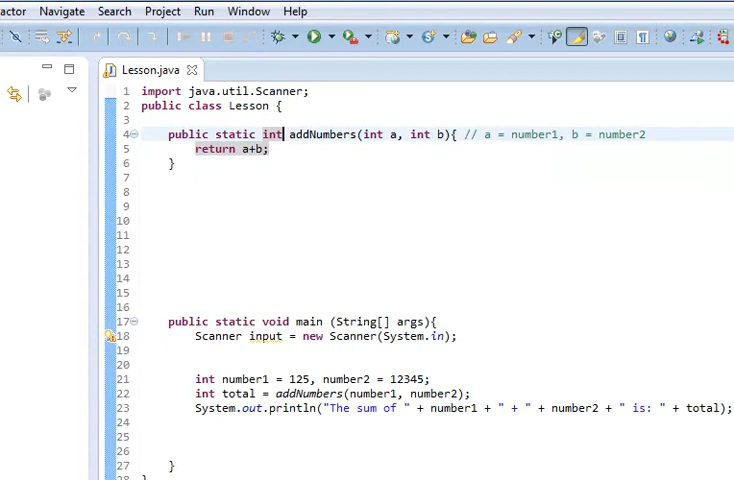 actor Navigate Search Project Run Window Help
Lesson.java
1 import java.util.Scanner;
2 public class Lesson {
3
4 public static int addNumbers(int a, int b){ // a = number1, b = number2
5 return a+b;
6 }
7
8
9
10
11
12
13
14
15
16
17 public static void main (String[] args){
18 Scanner input = new Scanner(System.in);
19
20
21 int number1 = 125, number2 = 12345;
22 int total = addNumbers(number1, number2);
23 System.out.println("The sum of " + number1 + " + " + number2 + " is: " + total);
24
25
26
27 }
28 }